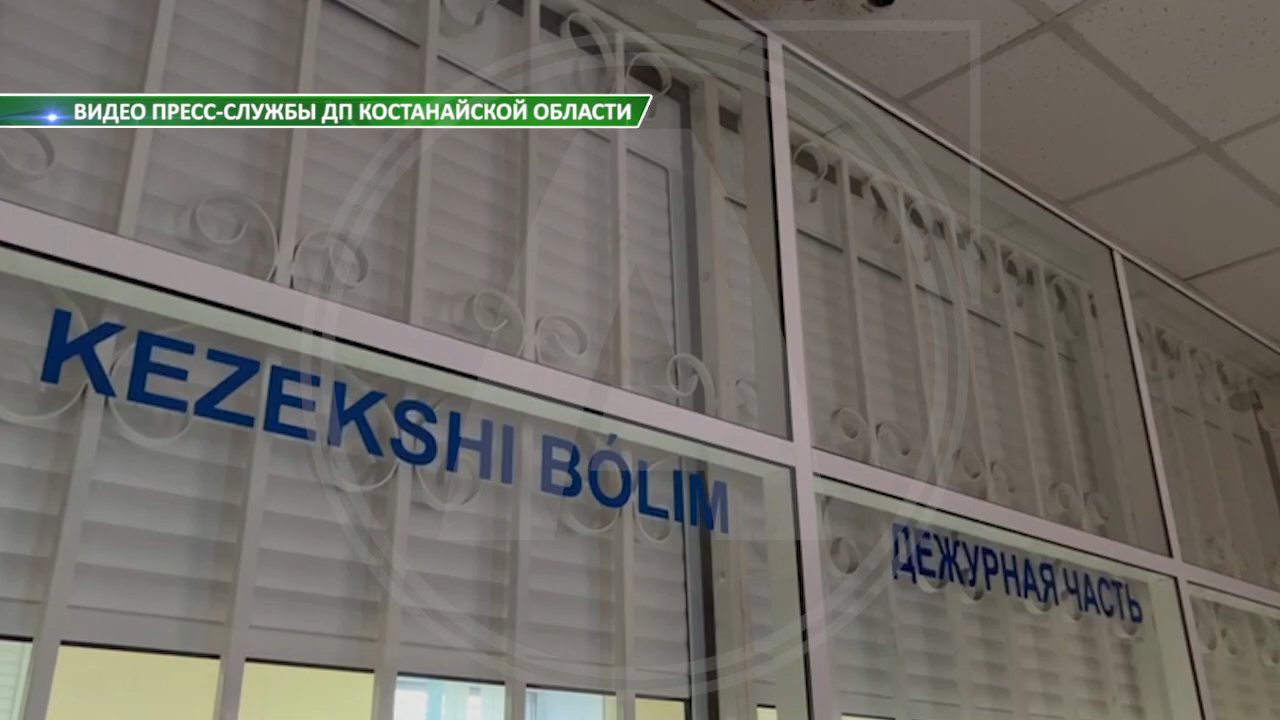 ВИДЕО ПРЕСС-СЛУЖБЫ ДП КОСТАНАЙСКОЙ ОБЛАСТИ
KEZEKSHI BÓLIM
ДЕЖУРНАЯ ЧАСТЬ